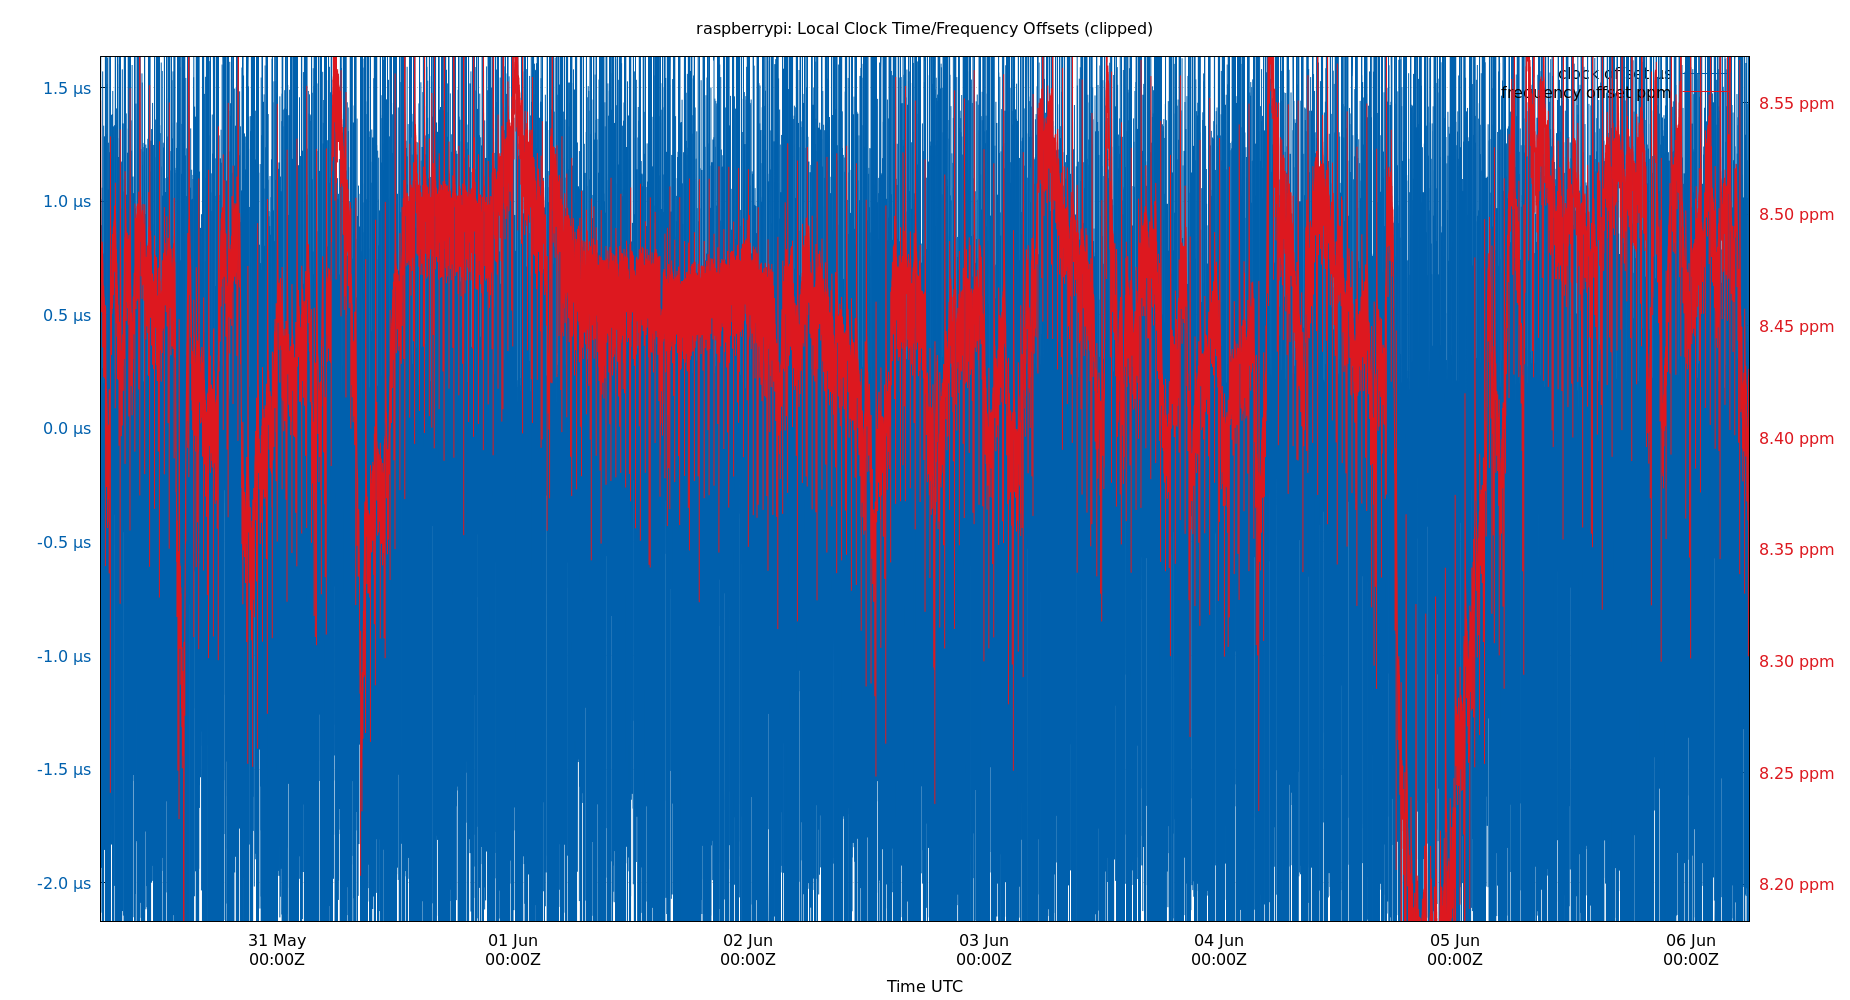 raspberrypi: Local Clock Time/Frequency Offsets (clipped)
clock offset µs
frequency offset ppm
1.5 µs
1.0 µs
0.5 µs
0.0 µs
-0.5 µs
-1.0 µs
-1.5 µs
-2.0 µs
8.55 ppm
8.50 ppm
8.45 ppm
8.40 ppm
8.35 ppm
8.30 ppm
8.25 ppm
8.20 ppm
31 May 01 Jun 02 Jun 03 Jun 04 Jun 05 Jun 06 Jun
00:00Z 00:00Z 00:00Z 00:00Z 00:00Z 00:00Z 00:00Z
Time UTC